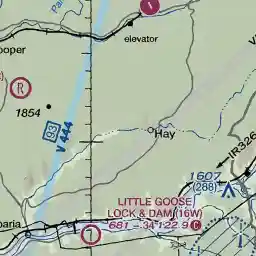 ooper
elevator
R
1854
93
V 444
Hay
IR326
1607
(288)
LITTLE GOOSE
LOCK & DAM (16W)
681 - 34 122.9 C
paria